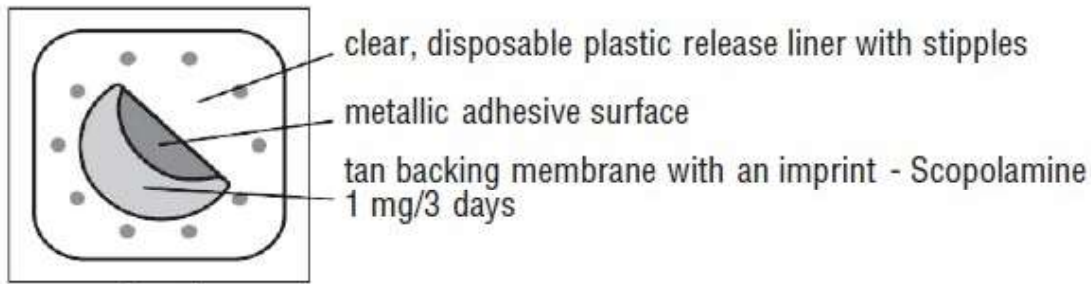 clear, disposable plastic release liner with stipples
metallic adhesive surface
tan backing membrane with an imprint - Scopolamine
1 mg/3 days